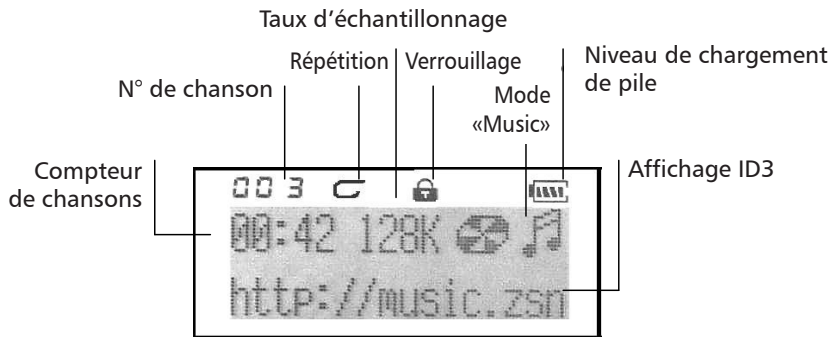 Taux d’échantillonnage
Répétition
Verrouillage
Niveau de chargement
de pile
N° de chanson
Mode
«Music»
Compteur
de chansons
Affichage ID3
003
00:42 128K
http://music.zsn